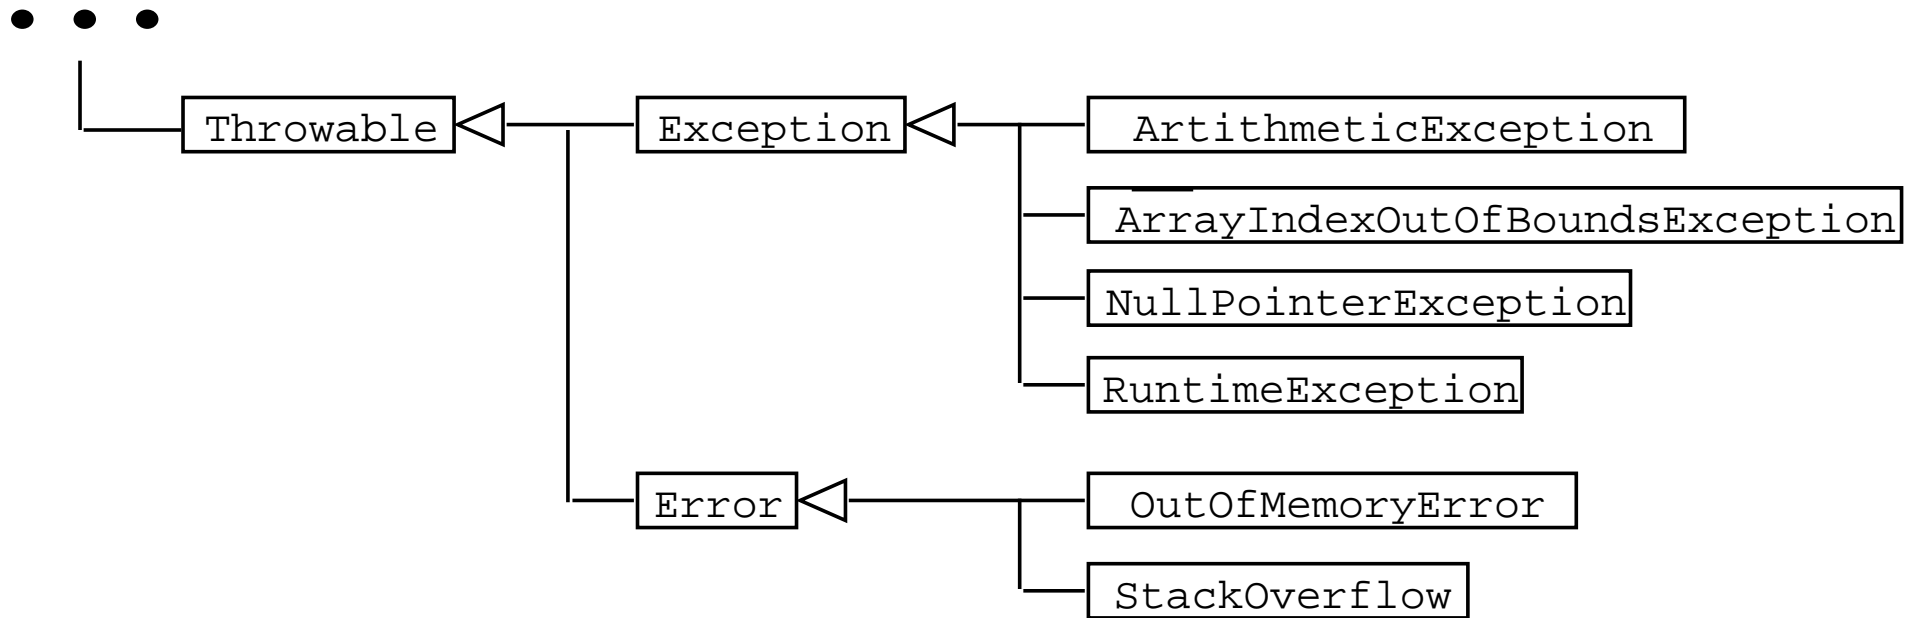 Throwable
Exception
ArtithmeticException
ArrayIndexOutOfBoundsException
NullPointerException
RuntimeException
Error
OutOfMemoryError
StackOverflow